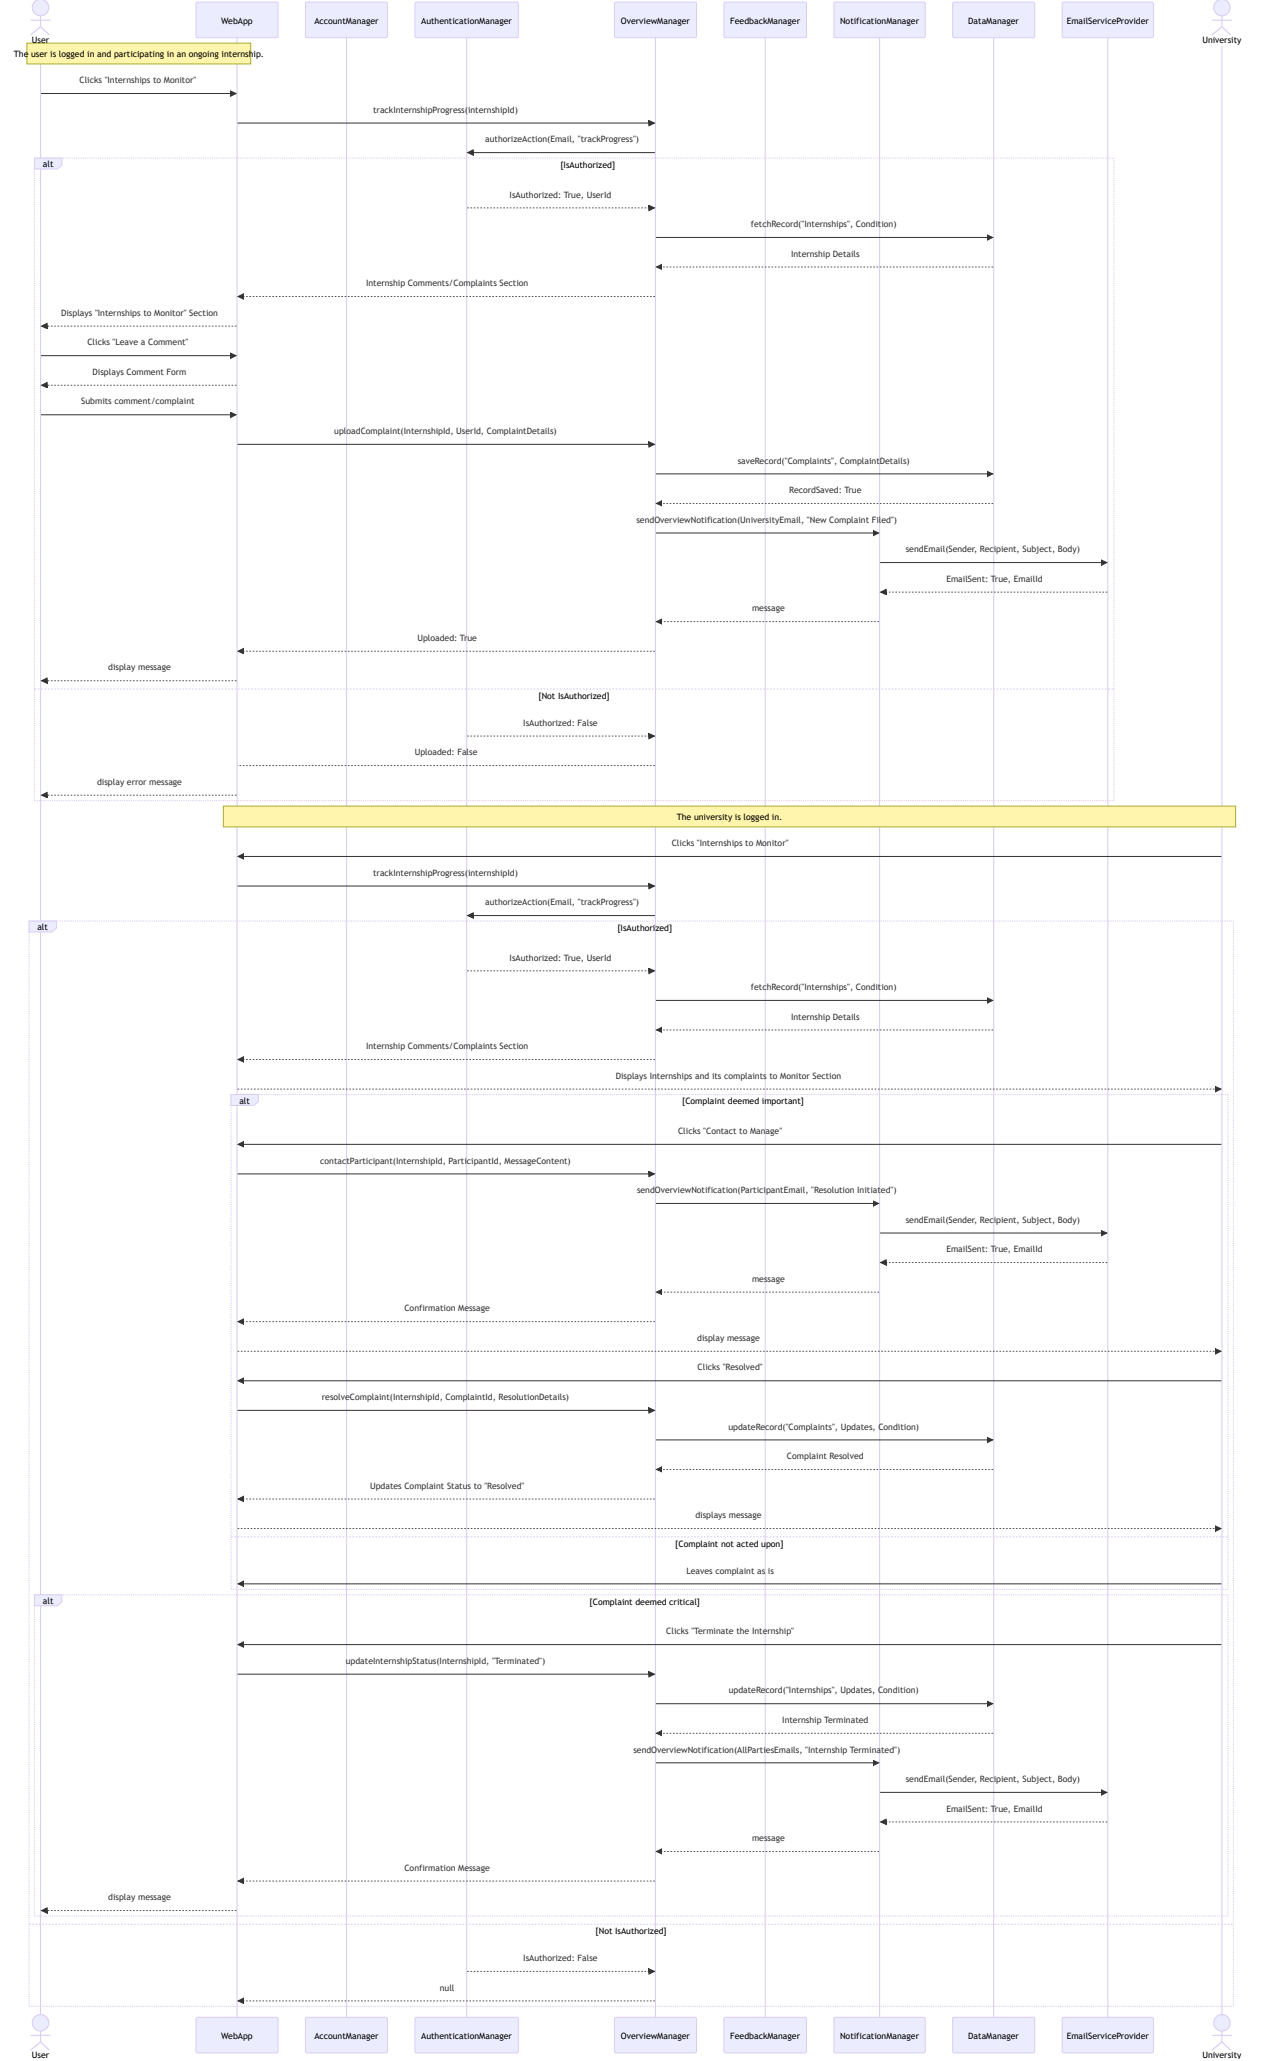 WebApp
AccountManager
AuthenticationManager
OverviewManager
FeedbackManager
NotificationManager
DataManager
EmailServiceProvider
User
University
The user is logged in and participating in an ongoing internship.
Clicks "Internships to Monitor"
trackInternshipProgress(internshipId)
authorizeAction(Email, "trackProgress")
alt
[IsAuthorized]
IsAuthorized: True, UserId
fetchRecord("Internships", Condition)
Internship Details
Internship Comments/Complaints Section
Displays "Internships to Monitor" Section
Clicks "Leave a Comment"
Displays Comment Form
Submits comment/complaint
uploadComplaint(InternshipId, UserId, ComplaintDetails)
saveRecord("Complaints", ComplaintDetails)
RecordSaved: True
sendOverviewNotification(UniversityEmail, "New Complaint Filed")
sendEmail(Sender, Recipient, Subject, Body)
EmailSent: True, EmailId
message
Uploaded: True
display message
[Not IsAuthorized]
IsAuthorized: False
Uploaded: False
display error message
The university is logged in.
Clicks "Internships to Monitor"
trackInternshipProgress(internshipId)
authorizeAction(Email, "trackProgress")
alt
[IsAuthorized]
IsAuthorized: True, UserId
fetchRecord("Internships", Condition)
Internship Details
Internship Comments/Complaints Section
Displays Internships and its complaints to Monitor Section
alt
[Complaint deemed important]
Clicks "Contact to Manage"
contactParticipant(InternshipId, ParticipantId, MessageContent)
sendOverviewNotification(ParticipantEmail, "Resolution Initiated")
sendEmail(Sender, Recipient, Subject, Body)
EmailSent: True, EmailId
message
Confirmation Message
display message
Clicks "Resolved"
resolveComplaint(InternshipId, ComplaintId, ResolutionDetails)
updateRecord("Complaints", Updates, Condition)
Complaint Resolved
Updates Complaint Status to "Resolved"
displays message
[Complaint not acted upon]
Leaves complaint as is
alt
[Complaint deemed critical]
Clicks "Terminate the Internship"
updateInternshipStatus(InternshipId, "Terminated")
updateRecord("Internships", Updates, Condition)
Internship Terminated
sendOverviewNotification(AllPartiesEmails, "Internship Terminated")
sendEmail(Sender, Recipient, Subject, Body)
EmailSent: True, EmailId
message
Confirmation Message
display message
[Not IsAuthorized]
IsAuthorized: False
null
WebApp
AccountManager
AuthenticationManager
OverviewManager
FeedbackManager
NotificationManager
DataManager
EmailServiceProvider
User
University